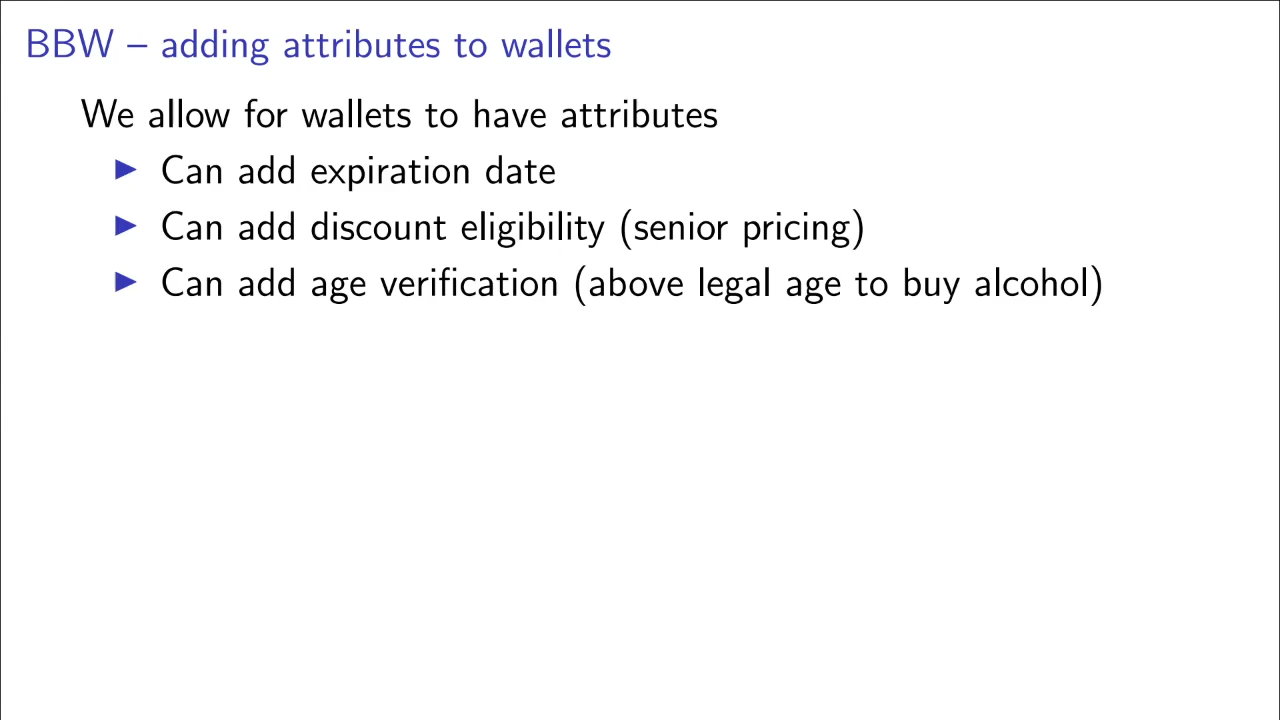 BBW – adding attributes to wallets
We allow for wallets to have attributes
▶ Can add expiration date
▶ Can add discount eligibility (senior pricing)
▶ Can add age verification (above legal age to buy alcohol)